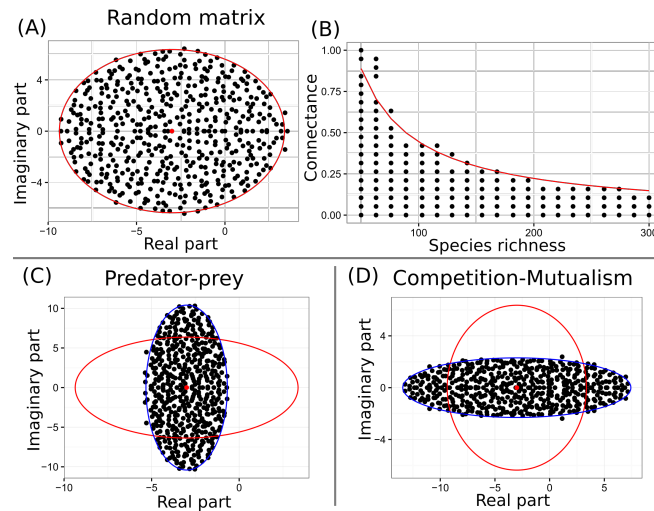 Random matrix
(A)
Imaginary part
4
0
−4
−10
−5
0
Real part
(B)
Connectance
1.00
0.75
0.50
0.25
0.00
100
200
300
Species richness
(C)
Predator-prey
Imaginary part
10
5
0
−5
−10
−10
−5
0
Real part
(D)
Competition-Mutualism
Imaginary part
4
0
−4
−10
−5
0
5
Real part